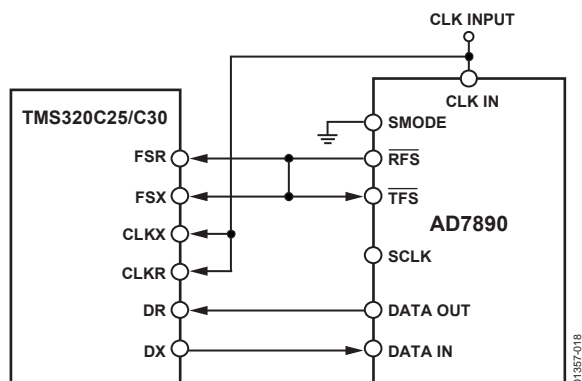 CLK INPUT
CLK IN
TMS320C25/C30
SMODE
FSR
RFS
FSX
TFS
AD7890
CLKX
SCLK
CLKR
DR
DATA OUT
DX
DATA IN
01357-018